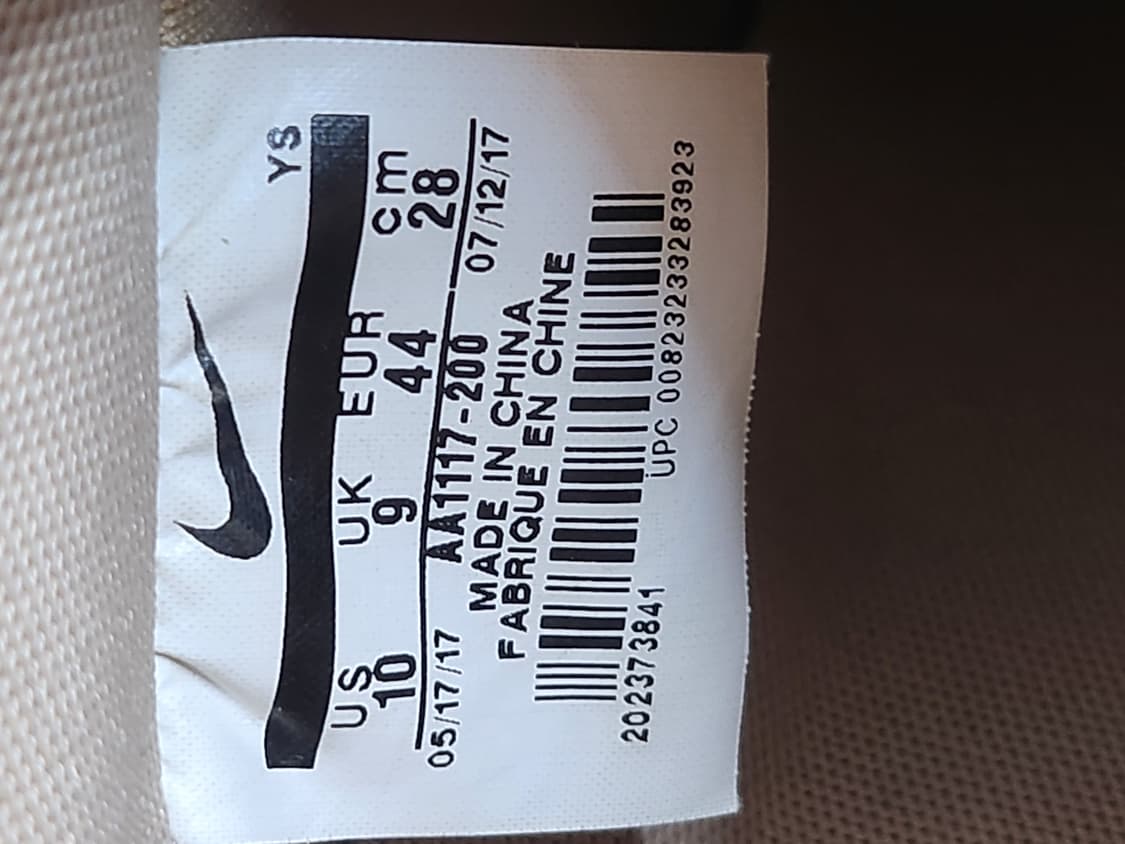 YS
US UK EUR cm
10 9 44 28
05/17/17 AA1117-200 07/12/17
MADE IN CHINA
FABRIQUE EN CHINE
202373841 UPC 00823233283923